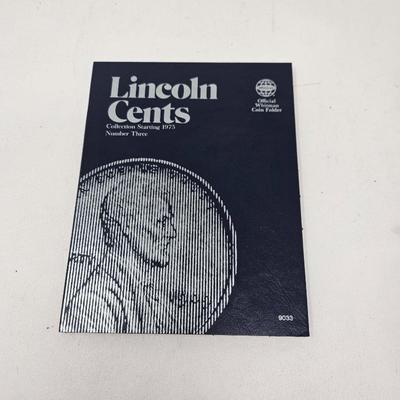 Lincoln
Cents
Collection Starting 1975
Number Three
Official
Whitman
Coin Folder
9033